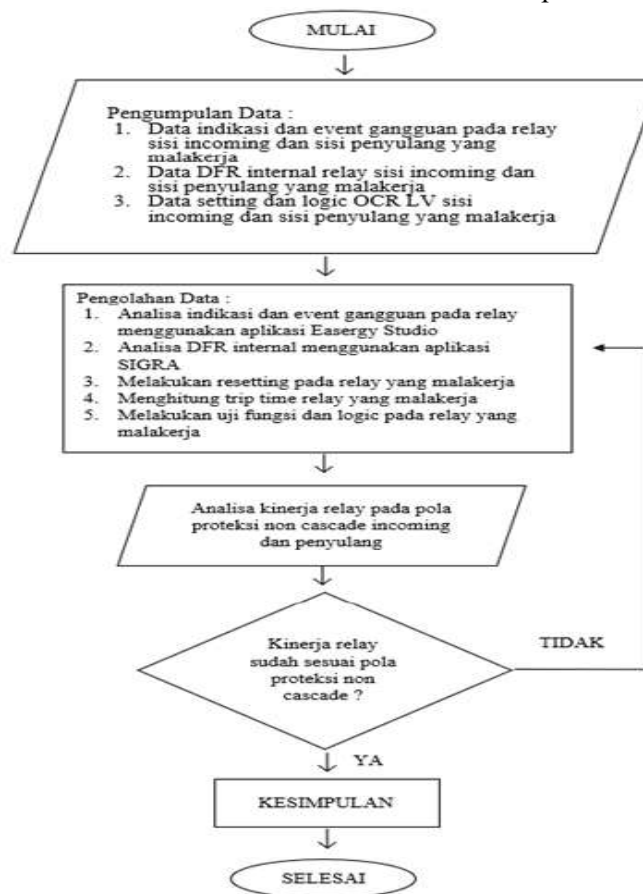 MULAI
Pengumpulan Data :
1. Data indikasi dan event gangguan pada relay
sisi incoming dan sisi penyulang yang
malakerja
2. Data DFR internal relay sisi incoming dan
sisi penyulang yang malakerja
3. Data setting dan logic OCR LV sisi
incoming dan sisi penyulang yang malakerja
Pengolahan Data :
1. Analisa indikasi dan event gangguan pada relay
menggunakan aplikasi Easergy Studio
2. Analisa DFR internal menggunakan aplikasi
SIGRA
3. Melakukan resetting pada relay yang malakerja
4. Menghitung trip time relay yang malakerja
5. Melakukan uji fungsi dan logic pada relay yang
malakerja
Analisa kinerja relay pada pola
proteksi non cascade incoming
dan penyulang
Kinerja relay
sudah sesuai pola
proteksi non
cascade ?
TIDAK
YA
KESIMPULAN
SELESAI